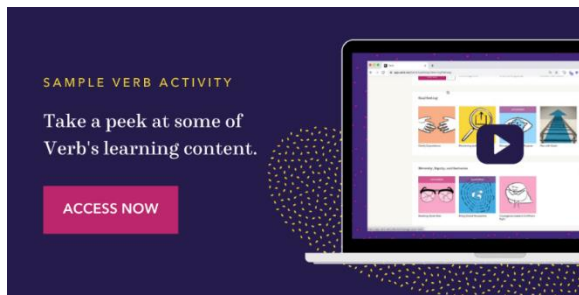 SAMPLE VERB ACTIVITY
Take a peek at some of
Verb's learning content.
ACCESS NOW